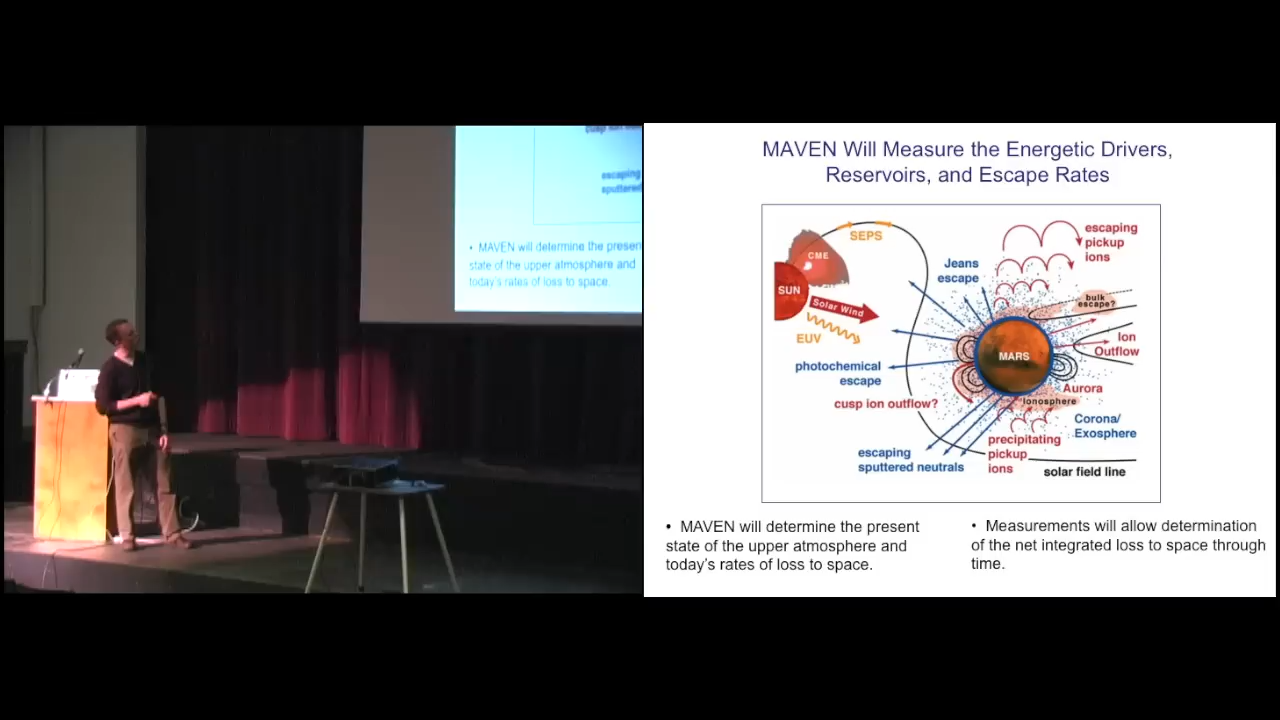 cusp ion
escaping
sputtered
• MAVEN will determine the presen
state of the upper atmosphere and
today's rates of loss to space.
MAVEN Will Measure the Energetic Drivers,
Reservoirs, and Escape Rates
SEPS
CME
SUN
Solar Wind
EUV
Jeans
escape
escaping
pickup
ions
bulk
escape?
MARS
Ion
Outflow
photochemical
escape
cusp ion outflow?
Aurora
Ionosphere
Corona/
Exosphere
escaping
sputtered neutrals
precipitating
pickup
ions
solar field line
• MAVEN will determine the present
state of the upper atmosphere and
today's rates of loss to space.
• Measurements will allow determination
of the net integrated loss to space through
time.